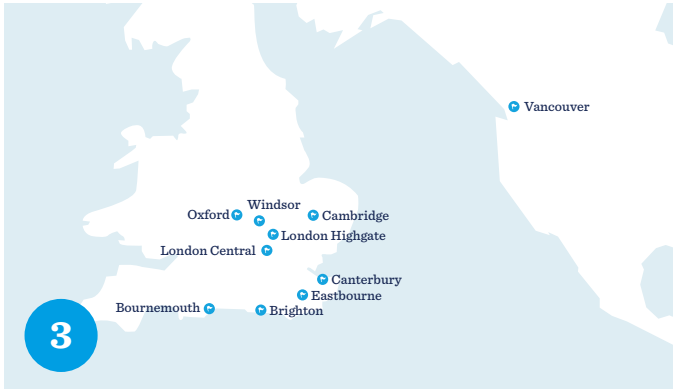 Vancouver
Windsor
Oxford
Cambridge
London Highgate
London Central
Canterbury
Eastbourne
Bournemouth
Brighton
3